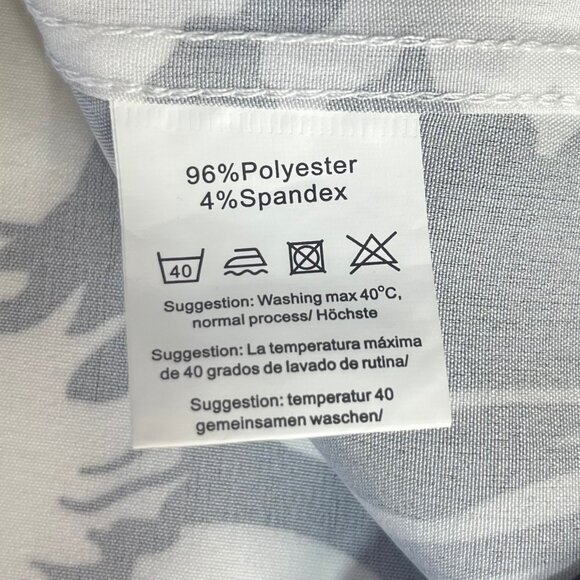 96%Polyester
4%Spandex
40
Suggestion: Washing max 40°C,
normal process/ Höchste
Suggestion: La temperatura máxima
de 40 grados de lavado de rutina/
Suggestion: temperatur 40
gemeinsamen waschen/